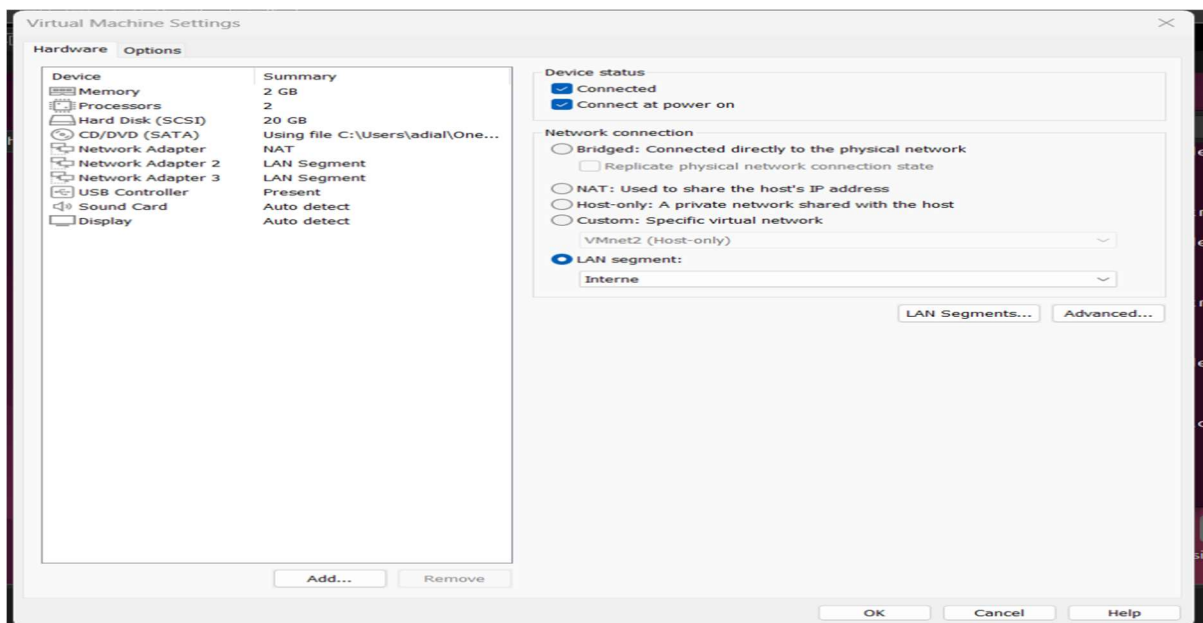 Virtual Machine Settings
Hardware Options
Device Summary
Memory 2 GB
Processors 2
Hard Disk (SCSI) 20 GB
CD/DVD (SATA) Using file C:\Users\adial\One...
Network Adapter NAT
Network Adapter 2 LAN Segment
Network Adapter 3 LAN Segment
USB Controller Present
Sound Card Auto detect
Display Auto detect
Add... Remove
Device status
Connected
Connect at power on
Network connection
Bridged: Connected directly to the physical network
Replicate physical network connection state
NAT: Used to share the host's IP address
Host-only: A private network shared with the host
Custom: Specific virtual network
VMnet2 (Host-only)
LAN segment:
Interne
LAN Segments... Advanced...
OK Cancel Help